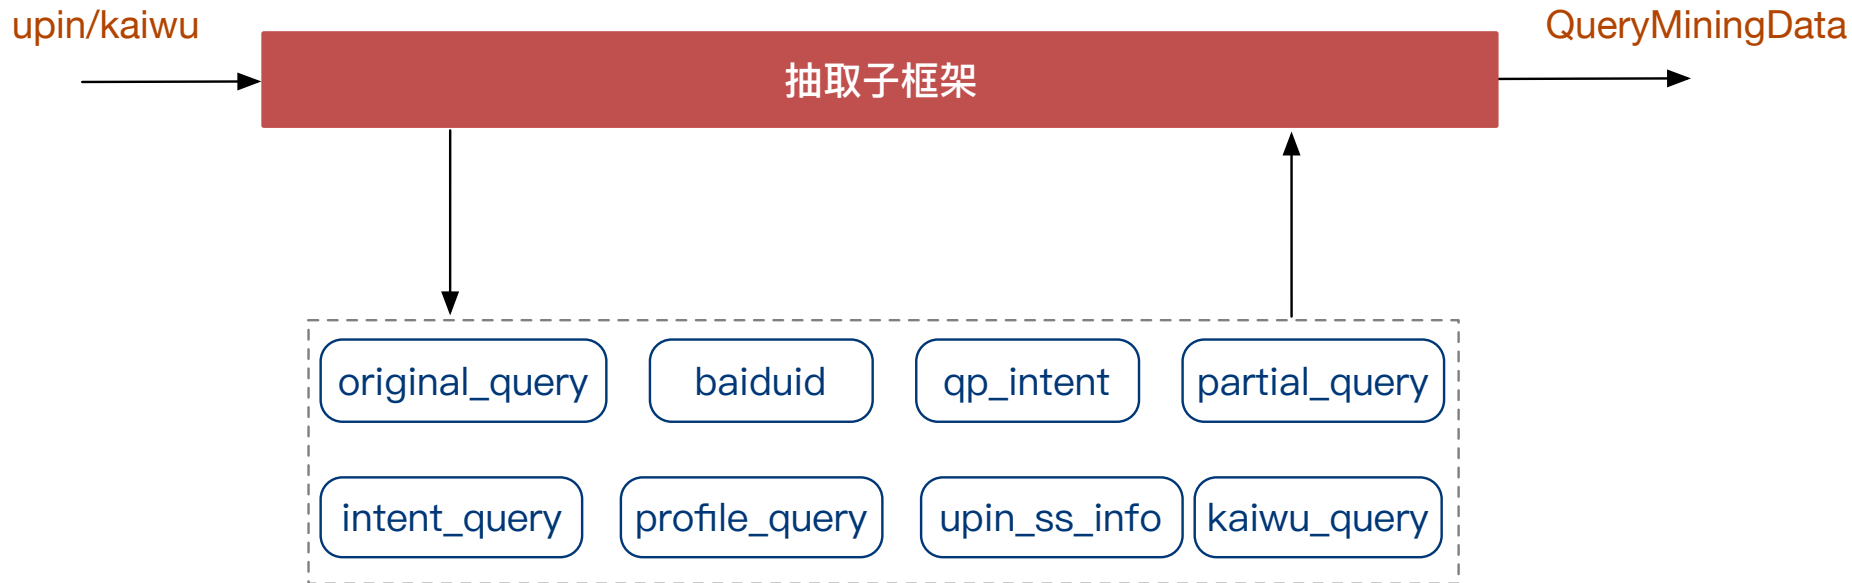 upin/kaiwu
QueryMiningData
抽取子框架
original_query
baiduid
qp_intent
partial_query
intent_query
profile_query
upin_ss_info
kaiwu_query